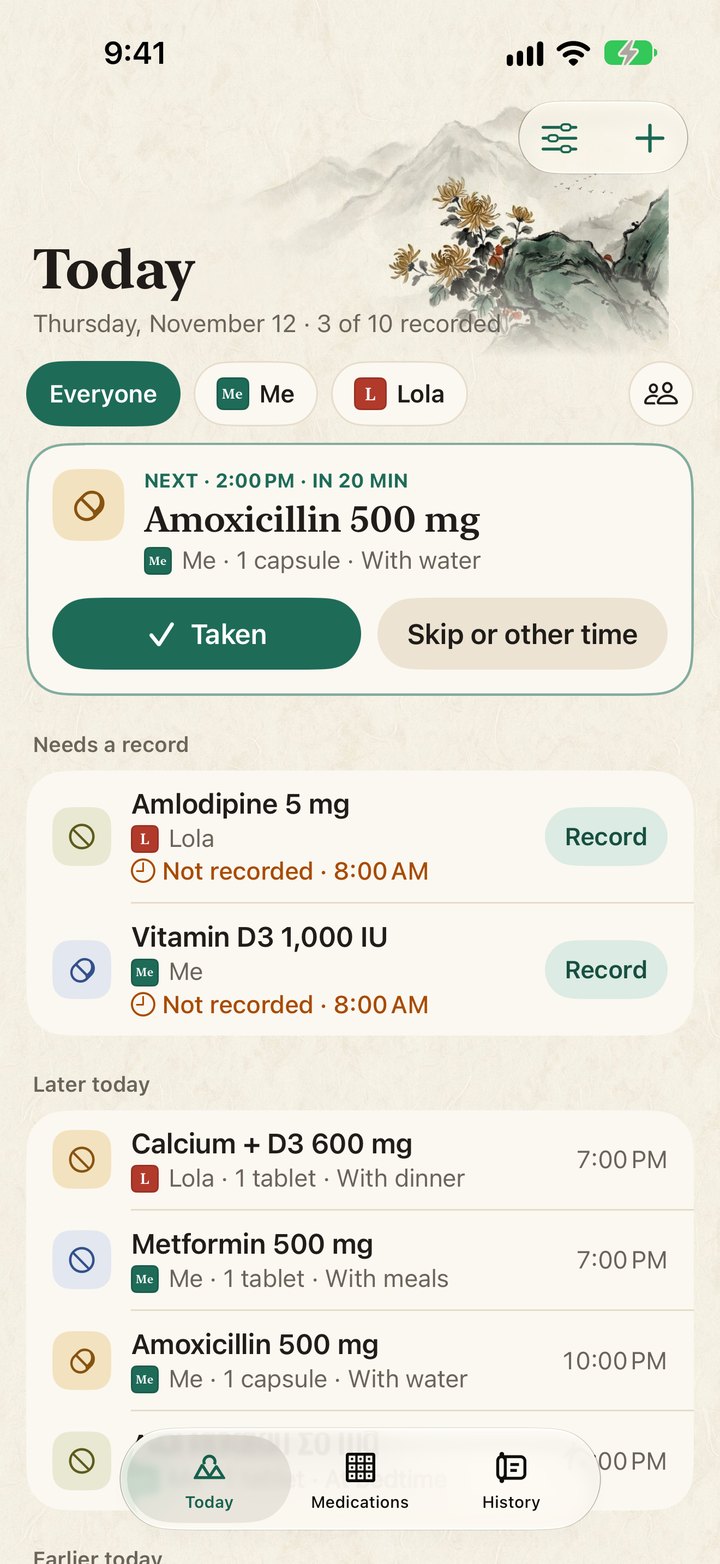 9:41
Today
Thursday, November 12 · 3 of 10 recorded
Everyone
Me Me
L Lola
NEXT · 2:00 PM · IN 20 MIN
Amoxicillin 500 mg
Me Me · 1 capsule · With water
Taken
Skip or other time
Needs a record
Amlodipine 5 mg
L Lola
Not recorded · 8:00 AM
Record
Vitamin D3 1,000 IU
Me Me
Not recorded · 8:00 AM
Record
Later today
Calcium + D3 600 mg
L Lola · 1 tablet · With dinner
7:00 PM
Metformin 500 mg
Me Me · 1 tablet · With meals
7:00 PM
Amoxicillin 500 mg
Me Me · 1 capsule · With water
10:00 PM
:00 PM
Today
Medications
History
Earlier today